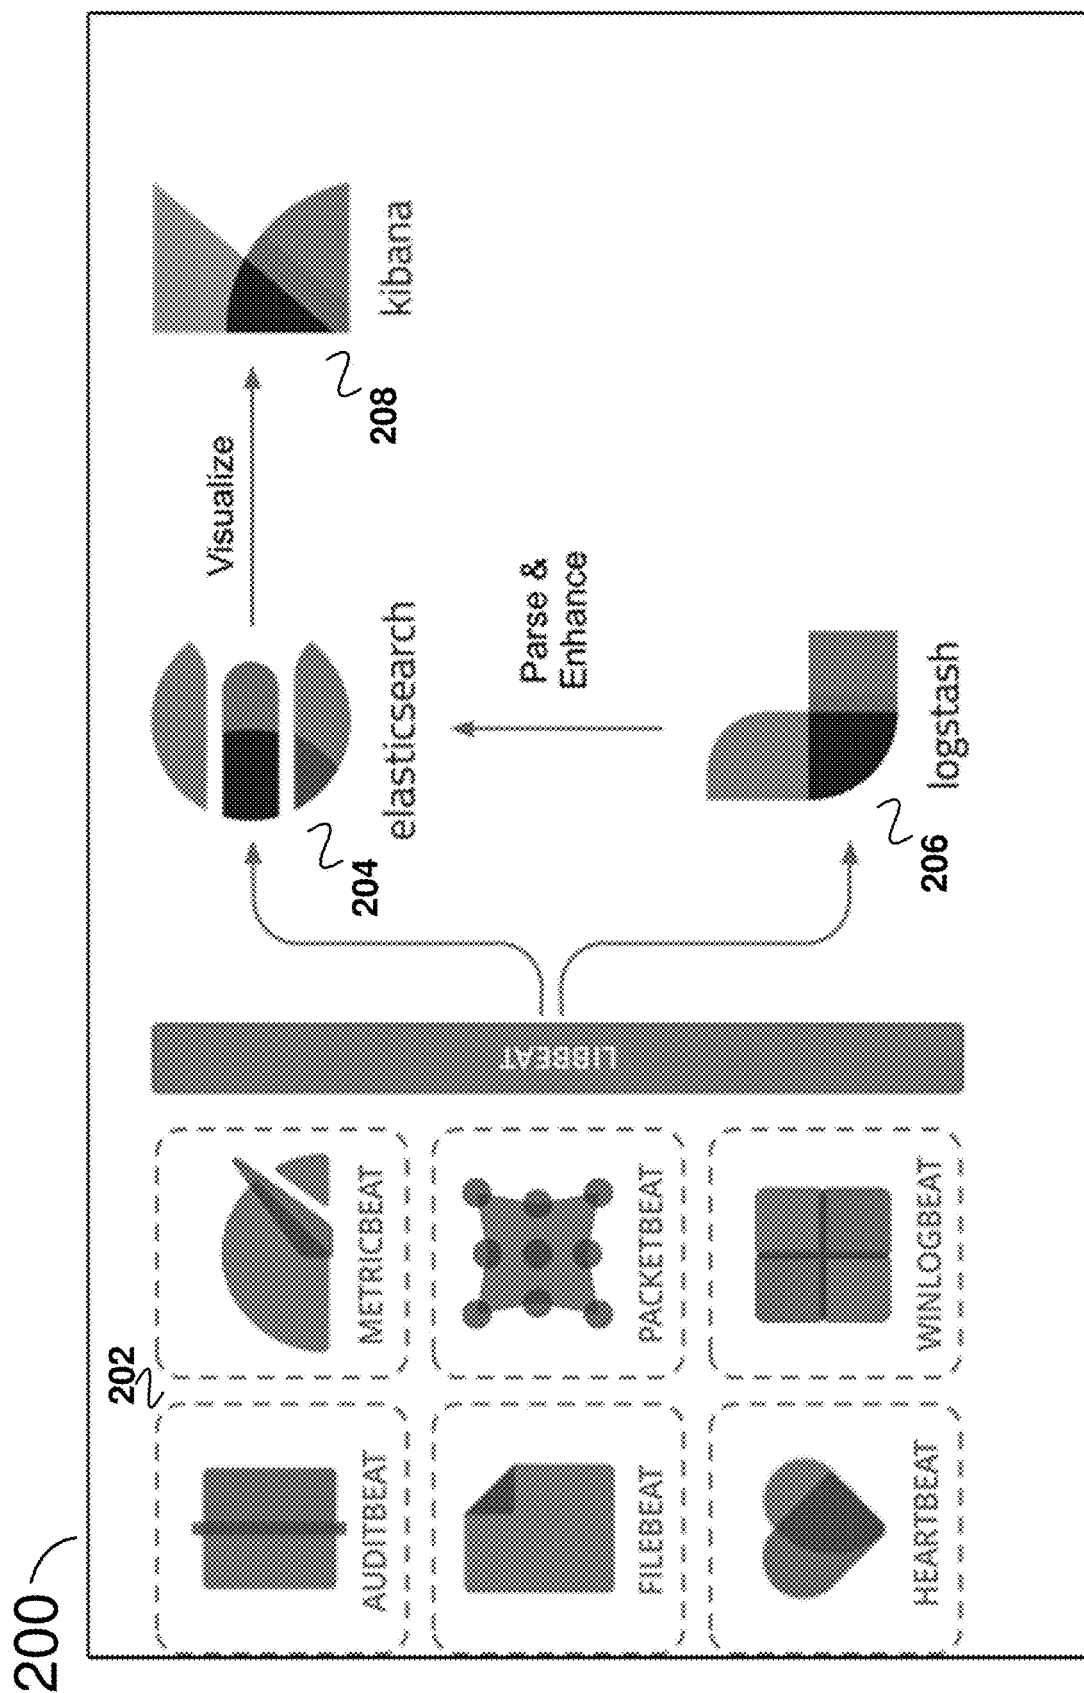 200
202
AUDITBEAT
METRICBEAT
FILEBEAT
PACKETBEAT
HEARTBEAT
WINLOGBEAT
LIBBEAT
204
elasticsearch
Visualize
208
kibana
Parse &
Enhance
206
logstash